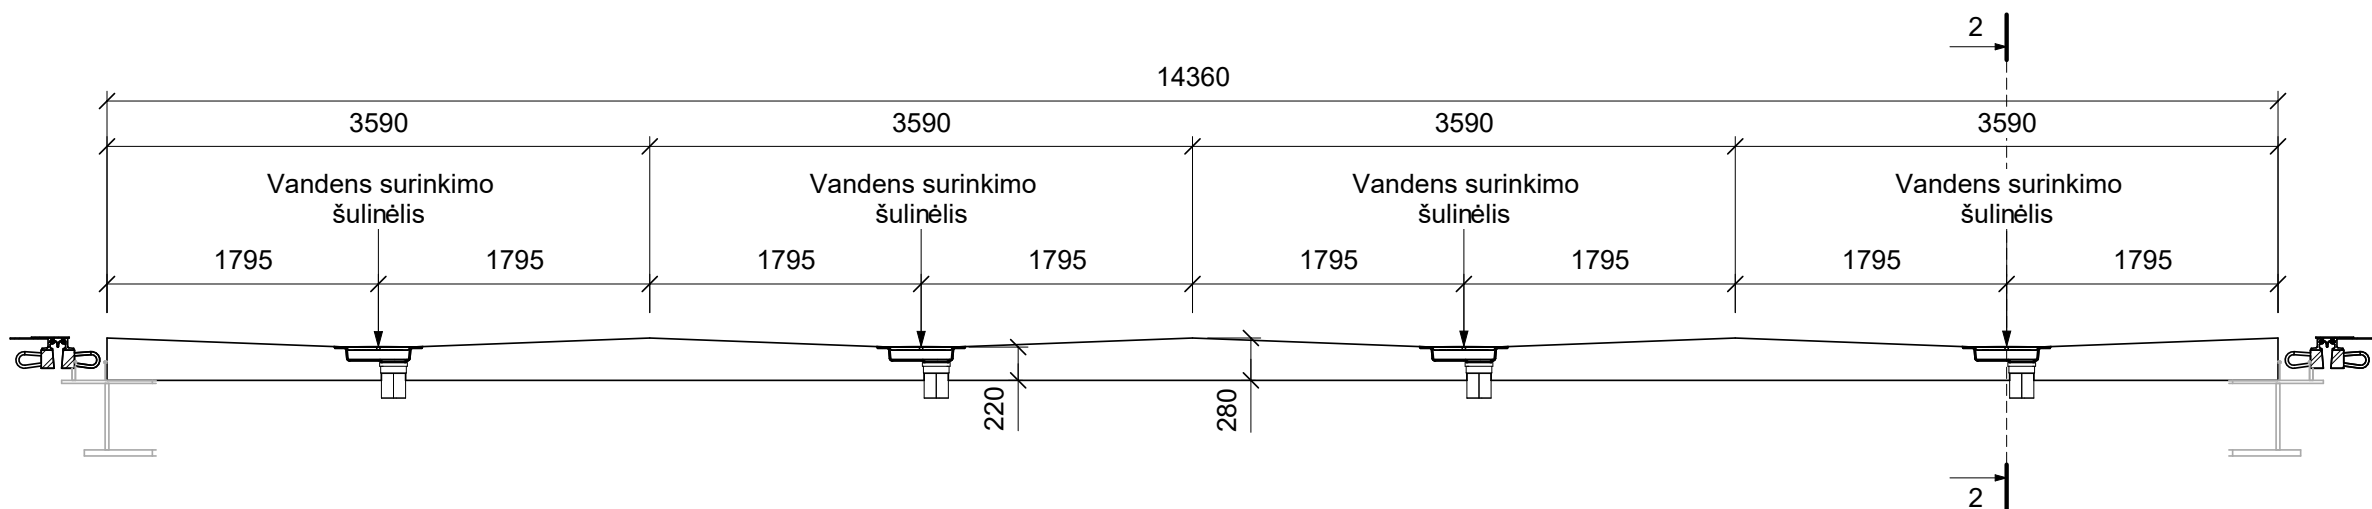 2
14360
3590 3590 3590 3590
Vandens surinkimo
šulinėlis
Vandens surinkimo
šulinėlis
Vandens surinkimo
šulinėlis
Vandens surinkimo
šulinėlis
1795 1795 1795 1795 1795 1795 1795 1795
220
280
2